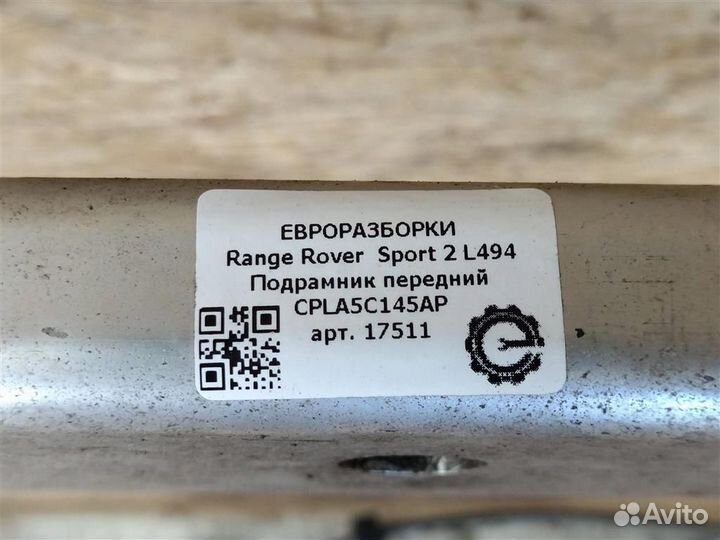 ЕВРОРАЗБОРКИ
Range Rover Sport 2 L494
Подрамник передний
CPLA5C145AP
арт. 17511
Avito